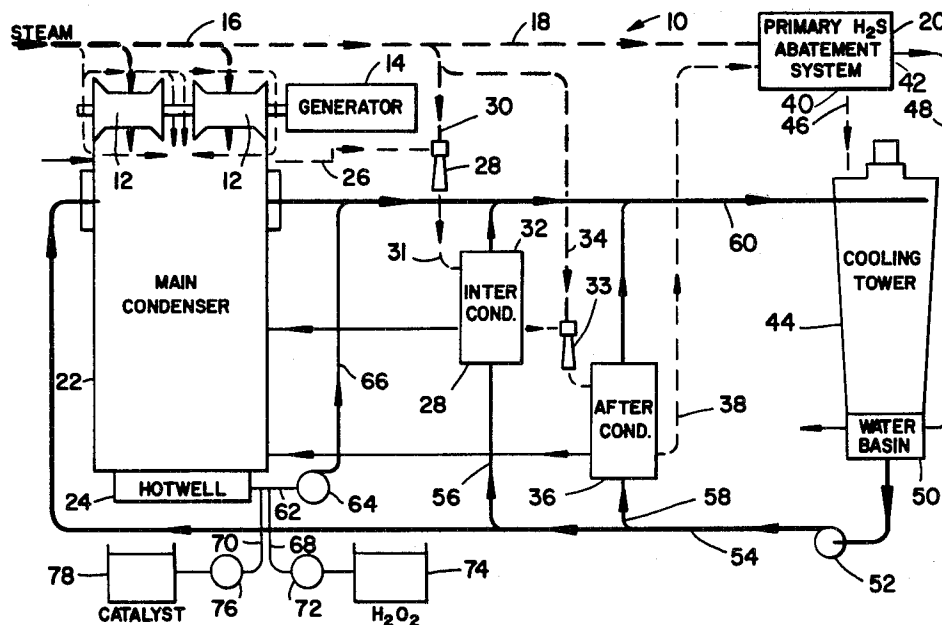 STEAM
16
18
10
PRIMARY H2S
ABATEMENT
SYSTEM
20
14
GENERATOR
42
40
46
48
30
12
12
26
28
32
34
60
31
MAIN
CONDENSER
INTER
COND.
33
COOLING
TOWER
44
22
28
66
AFTER
COND.
38
WATER
BASIN
HOTWELL
24
62
64
56
36
58
50
70
68
54
52
78
76
72
74
CATALYST
H2O2